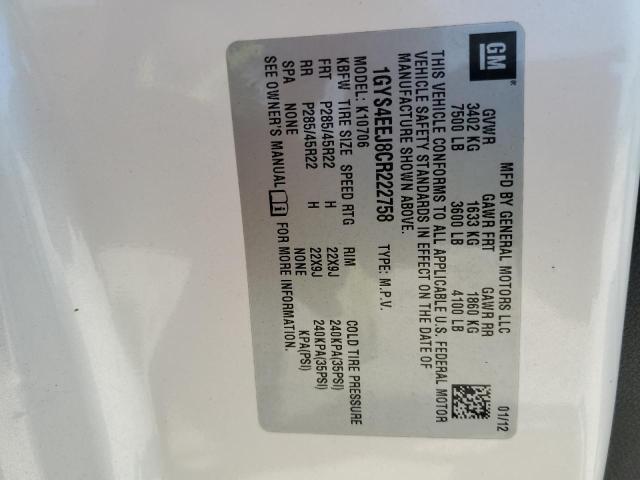 GM
MFD BY GENERAL MOTORS LLC 01/12
GVWR GAWR FRT GAWR RR
3402 KG 1633 KG 1860 KG
7500 LB 3600 LB 4100 LB
THIS VEHICLE CONFORMS TO ALL APPLICABLE U.S. FEDERAL MOTOR
VEHICLE SAFETY STANDARDS IN EFFECT ON THE DATE OF
MANUFACTURE SHOWN ABOVE.
1GYS4EEJ8CR222758 TYPE: M.P.V.
MODEL: K10706
KBFW TIRE SIZE SPEED RTG RIM COLD TIRE PRESSURE
FRT P285/45R22 H 22X9J 240KPA(35PSI)
RR P285/45R22 H 22X9J 240KPA(35PSI)
SPA NONE NONE KPA(PSI)
SEE OWNER'S MANUAL FOR MORE INFORMATION.